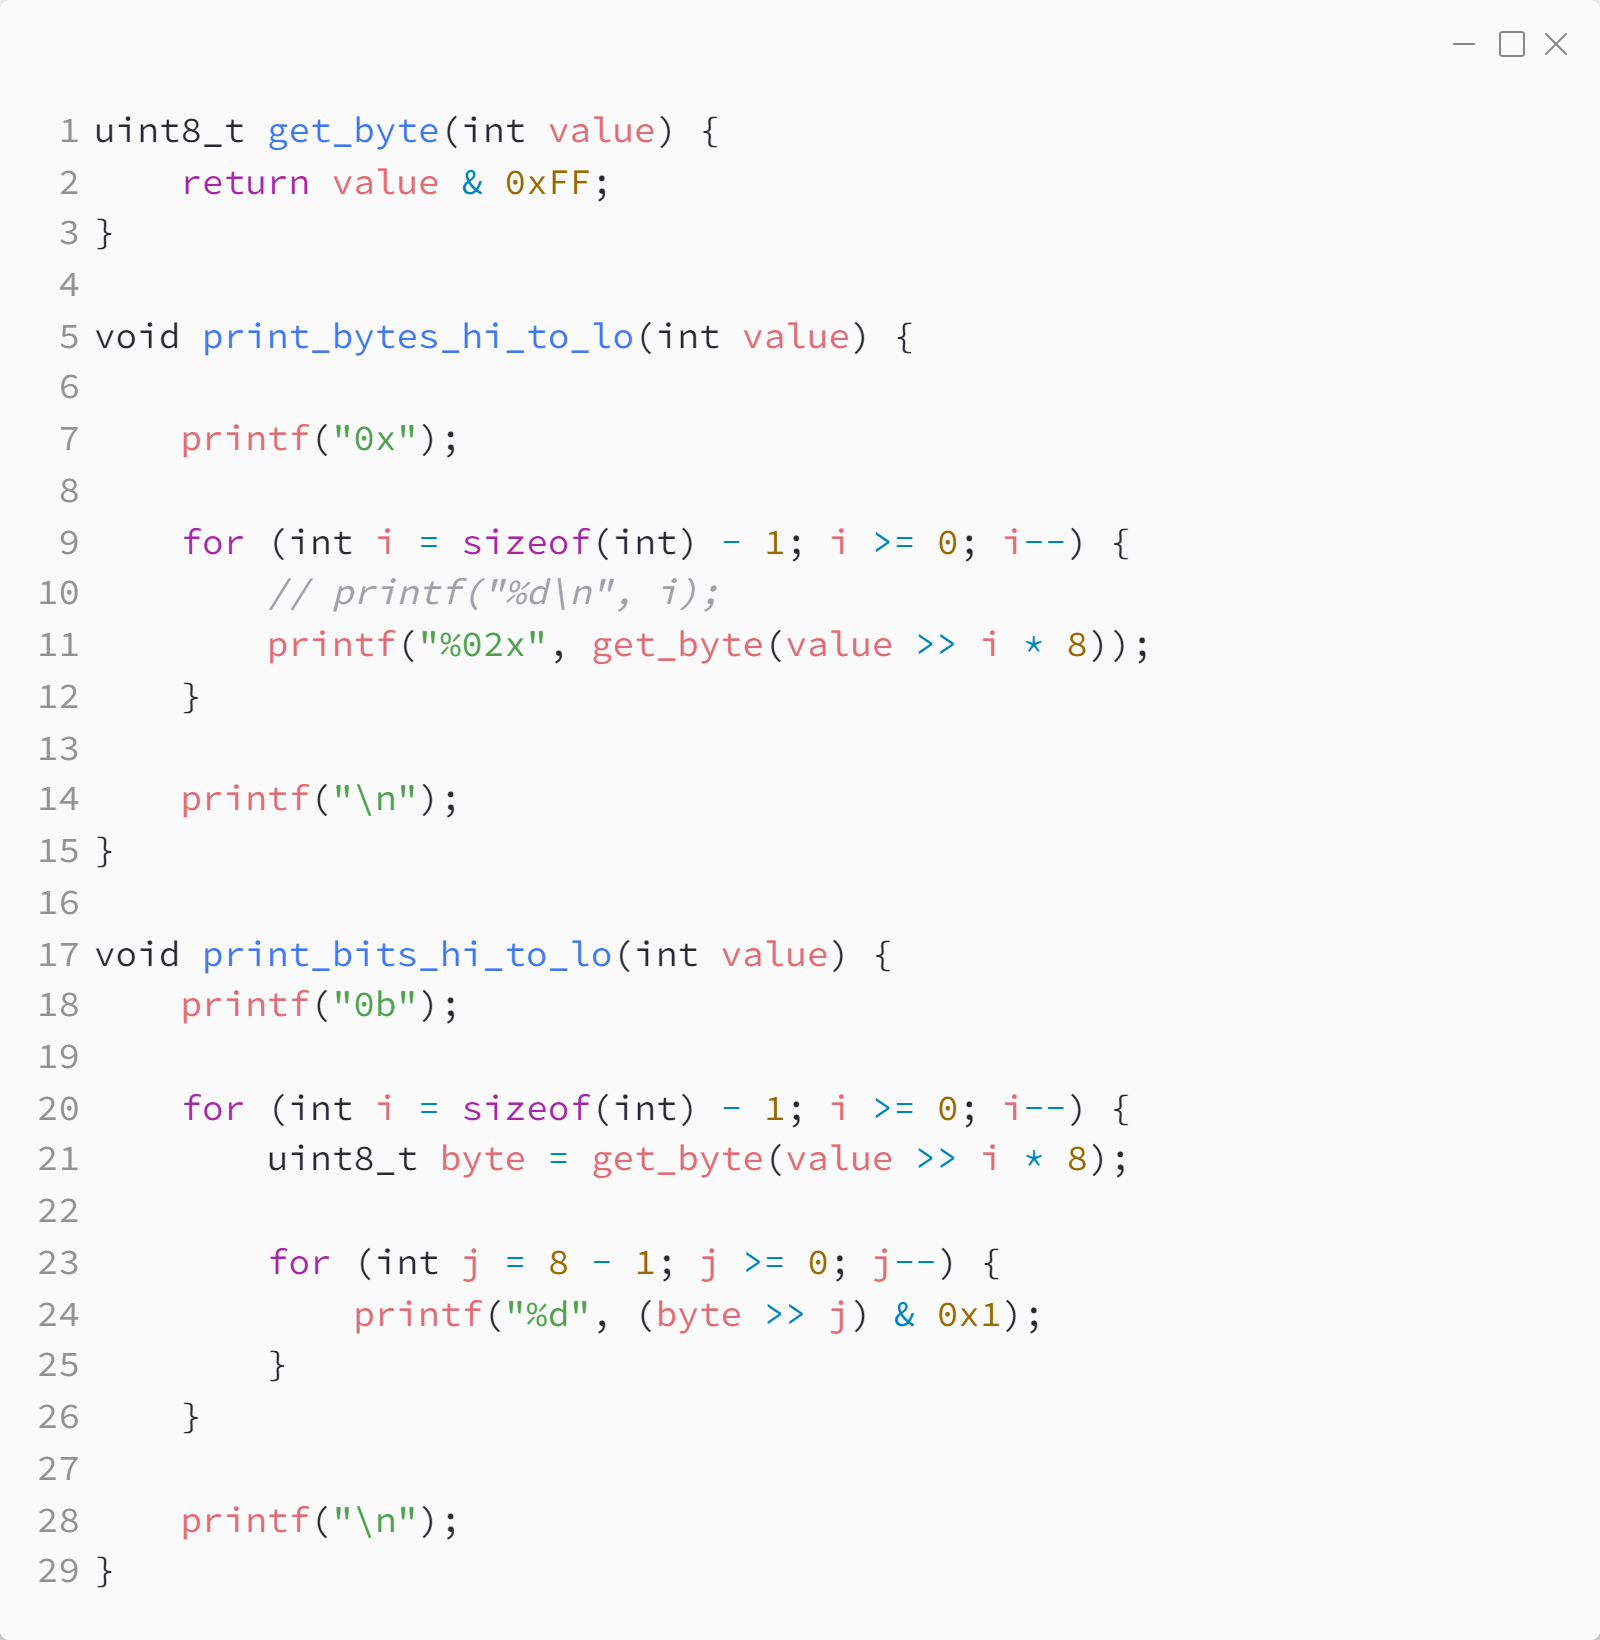 1 uint8_t get_byte(int value) {
2     return value & 0xFF;
3 }
4
5 void print_bytes_hi_to_lo(int value) {
6
7     printf("0x");
8
9     for (int i = sizeof(int) - 1; i >= 0; i--) {
10         // printf("%d\n", i);
11         printf("%02x", get_byte(value >> i * 8));
12     }
13
14     printf("\n");
15 }
16
17 void print_bits_hi_to_lo(int value) {
18     printf("0b");
19
20     for (int i = sizeof(int) - 1; i >= 0; i--) {
21         uint8_t byte = get_byte(value >> i * 8);
22
23         for (int j = 8 - 1; j >= 0; j--) {
24             printf("%d", (byte >> j) & 0x1);
25         }
26     }
27
28     printf("\n");
29 }